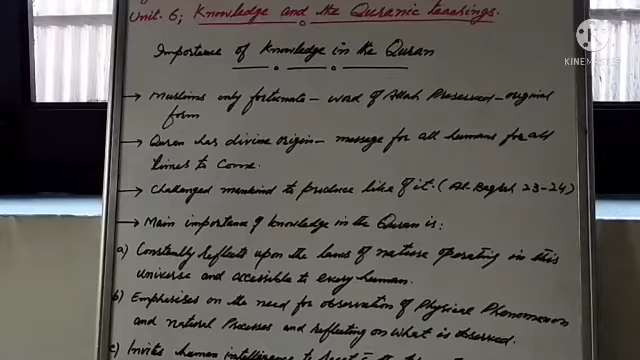 Unit. 6; Knowledge and the Quranic teachings.
KINEMASTER
Importance of Knowledge in the Quran
→ Muslims only fortunate - word of Allah Preserved - original
form
→ Quran has divine origin - message for all humans for all
times to come.
→ Challenged mankind to produce like of it. (Al-Baqrah 23-24)
→ Main importance of knowledge in the Quran is:
a) Constantly Reflects upon the laws of nature operating in this
universe and accessible to every human.
b) Emphasises on the need for observation of Physical Phenomenon
and natural Processes and reflecting on what is observed.
c) Invites human intelligence to